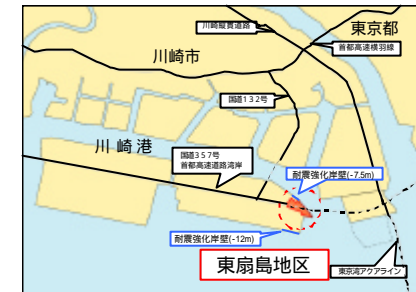 川崎縦貫道路
東京都
首都高速横羽線
川崎市
国道132号
川崎港
国道357号
首都高速道路湾岸
耐震強化岸壁(-7.5m)
耐震強化岸壁(-12m)
東扇島地区
東京湾アクアライン